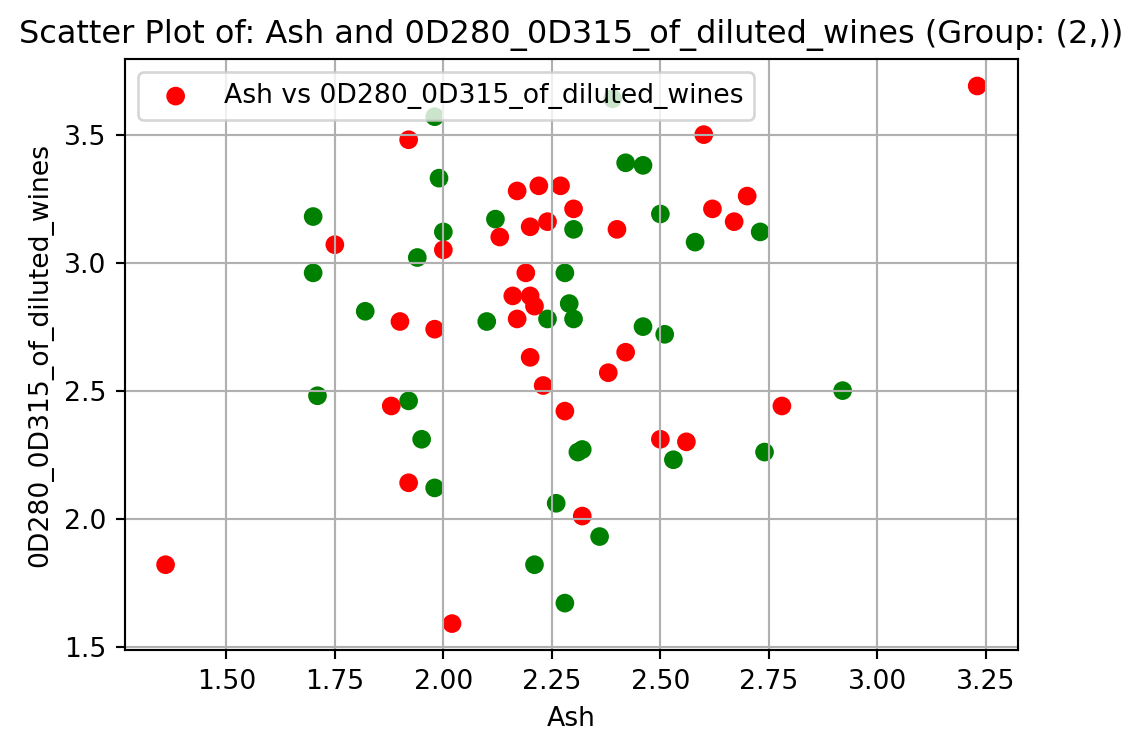 Scatter Plot of: Ash and 0D280_0D315_of_diluted_wines (Group: (2,))
Ash vs 0D280_0D315_of_diluted_wines
0D280_0D315_of_diluted_wines
3.5
3.0
2.5
2.0
1.5
1.50 1.75 2.00 2.25 2.50 2.75 3.00 3.25
Ash